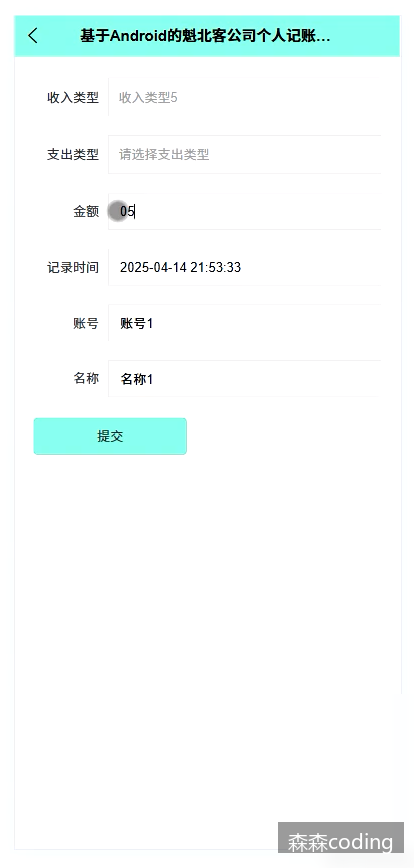 基于Android的魁北客公司个人记账...
收入类型 收入类型5
支出类型 请选择支出类型
金额 05
记录时间 2025-04-14 21:53:33
账号 账号1
名称 名称1
提交
森森coding